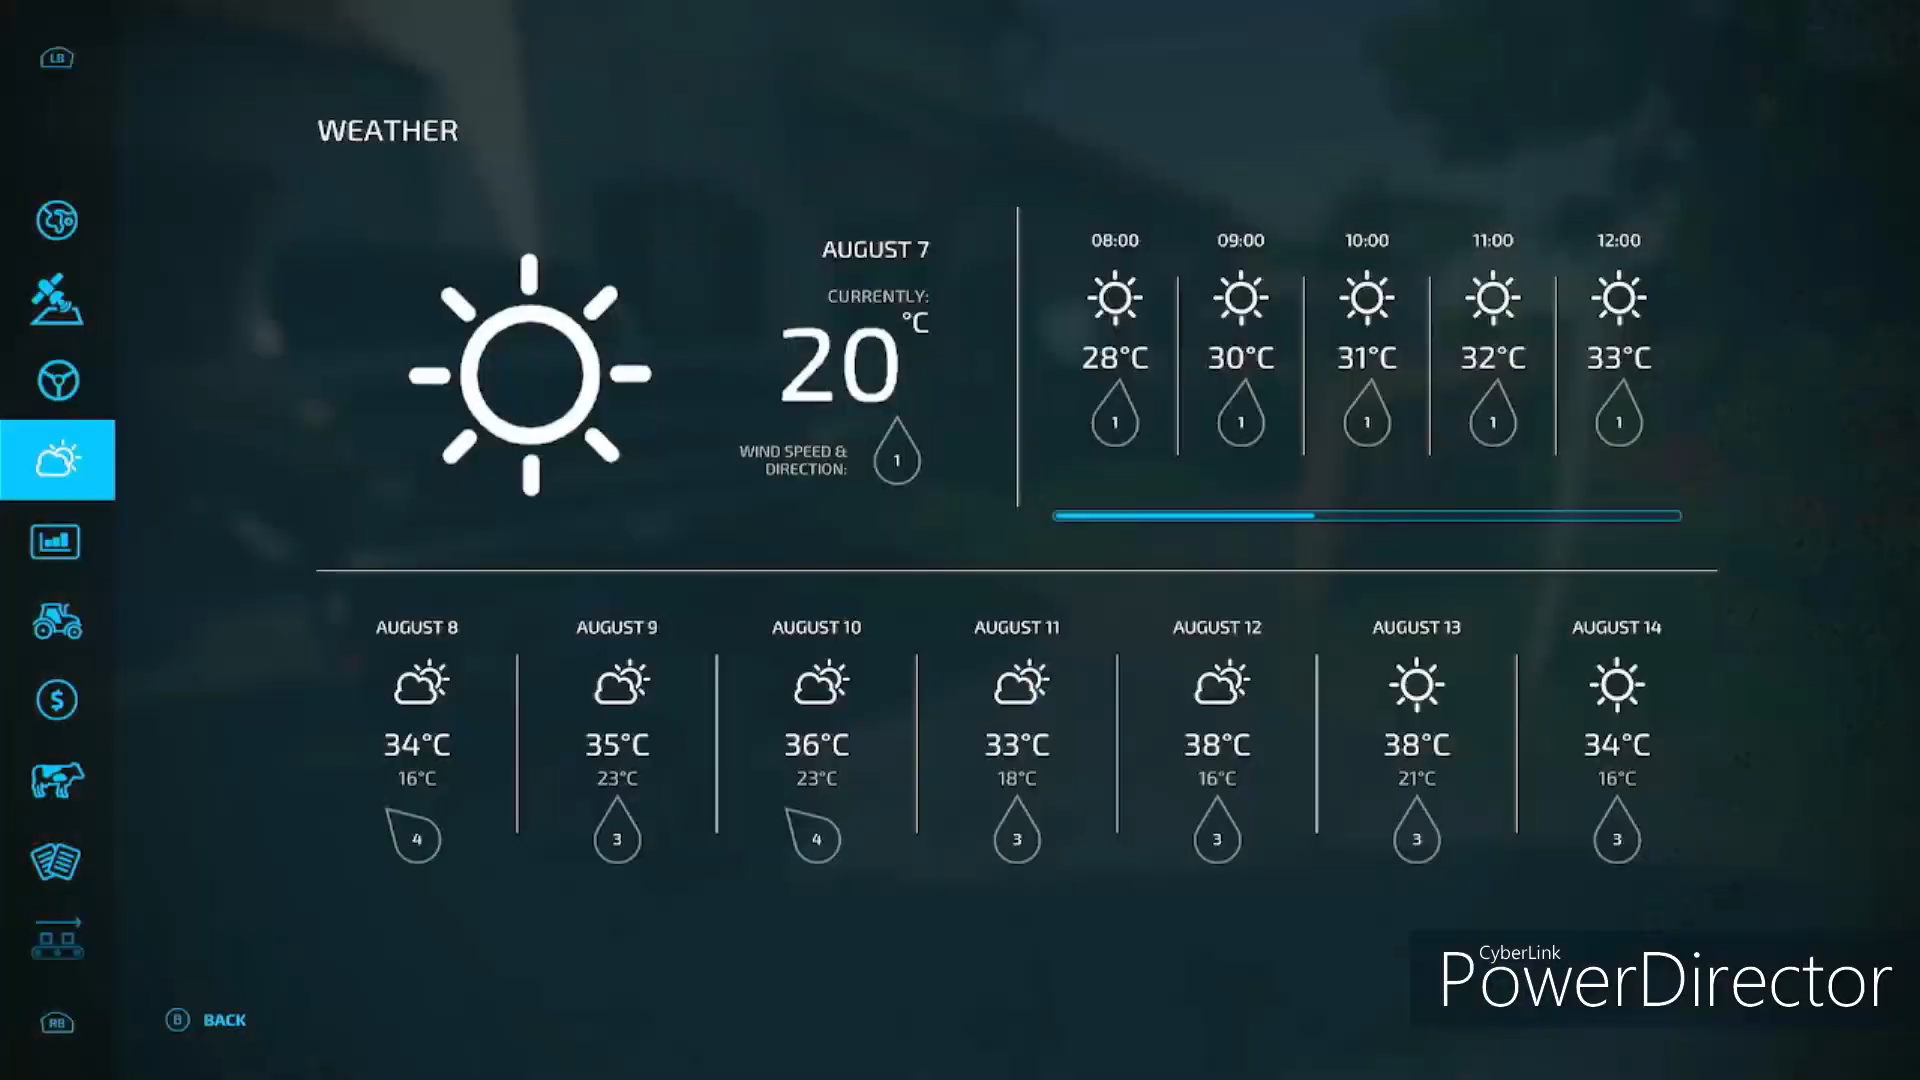 LB
WEATHER
AUGUST 7
CURRENTLY:
20 °C
WIND SPEED &
DIRECTION:
1
08:00 09:00 10:00 11:00 12:00
28°C 30°C 31°C 32°C 33°C
1 1 1 1 1
AUGUST 8 AUGUST 9 AUGUST 10 AUGUST 11 AUGUST 12 AUGUST 13 AUGUST 14
34°C 35°C 36°C 33°C 38°C 38°C 34°C
16°C 23°C 23°C 18°C 16°C 21°C 16°C
4 3 4 3 3 3 3
$
RB
B BACK
CyberLink
PowerDirector